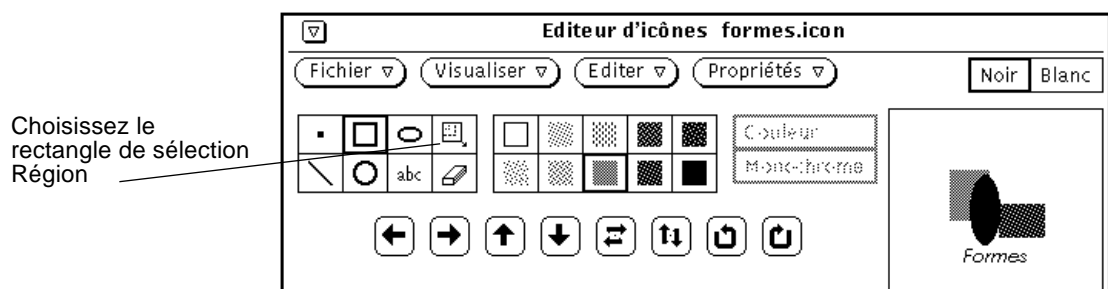 Editeur d'icônes formes.icon
Fichier Visualiser Editer Propriétés
Noir Blanc
Choisissez le
rectangle de sélection
Région
abc
Couleur
Monochrome
Formes